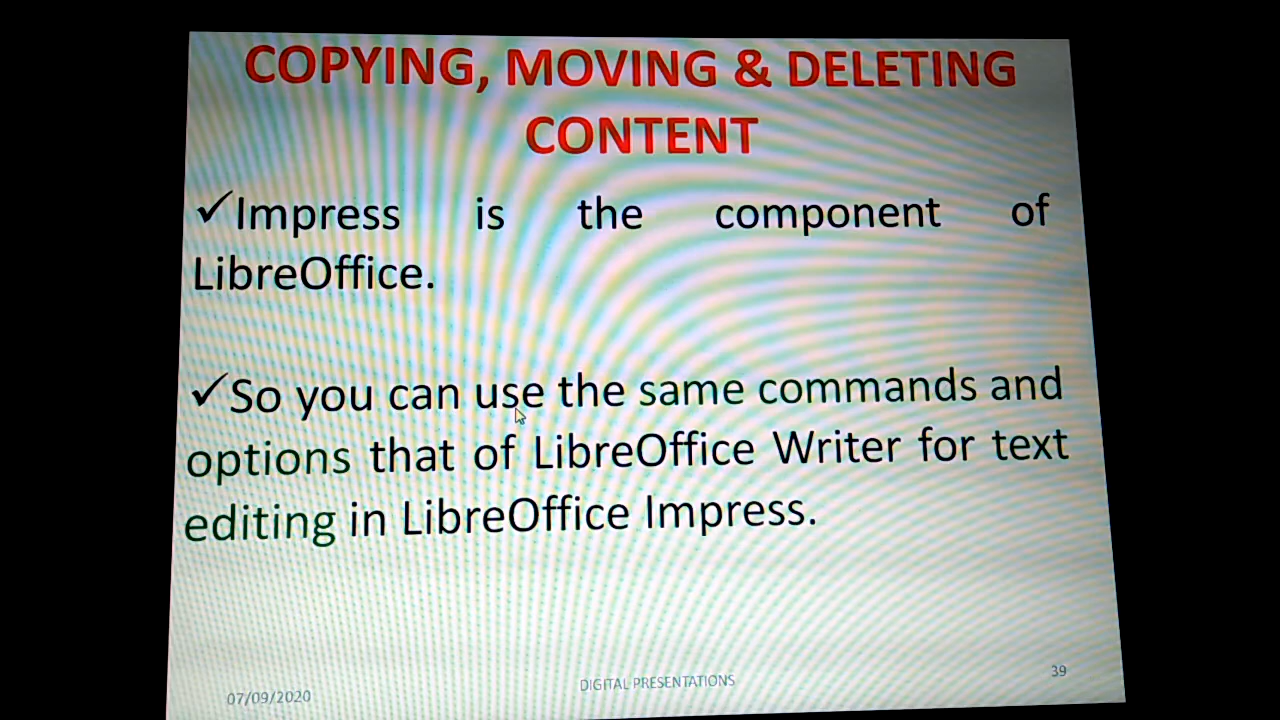 COPYING, MOVING & DELETING
CONTENT
✓Impress is the component of
LibreOffice.
✓So you can use the same commands and
options that of LibreOffice Writer for text
editing in LibreOffice Impress.
07/09/2020
DIGITAL PRESENTATIONS
39